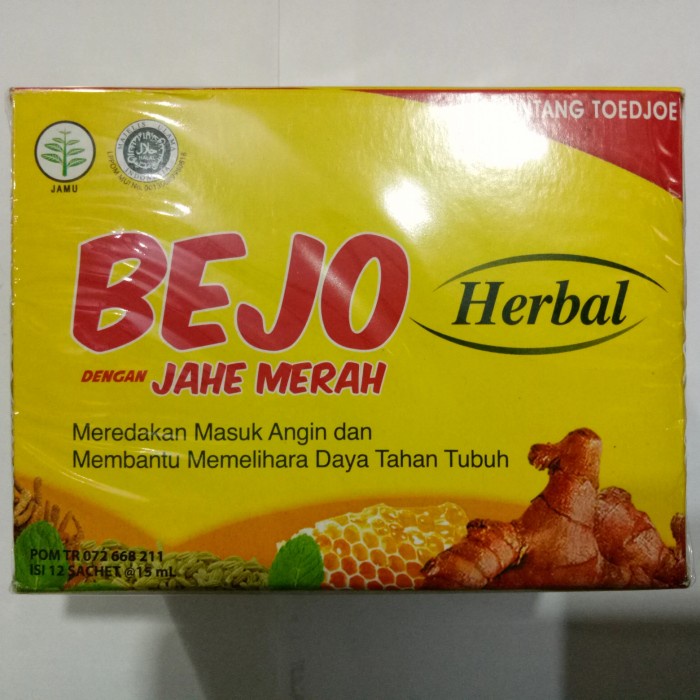 TANG TOEDJOE
JAMU
BEJO
Herbal
DENGAN JAHE MERAH
Meredakan Masuk Angin dan
Membantu Memelihara Daya Tahan Tubuh
POM TR 072 668 211
ISI 12 SACHET @15 mL